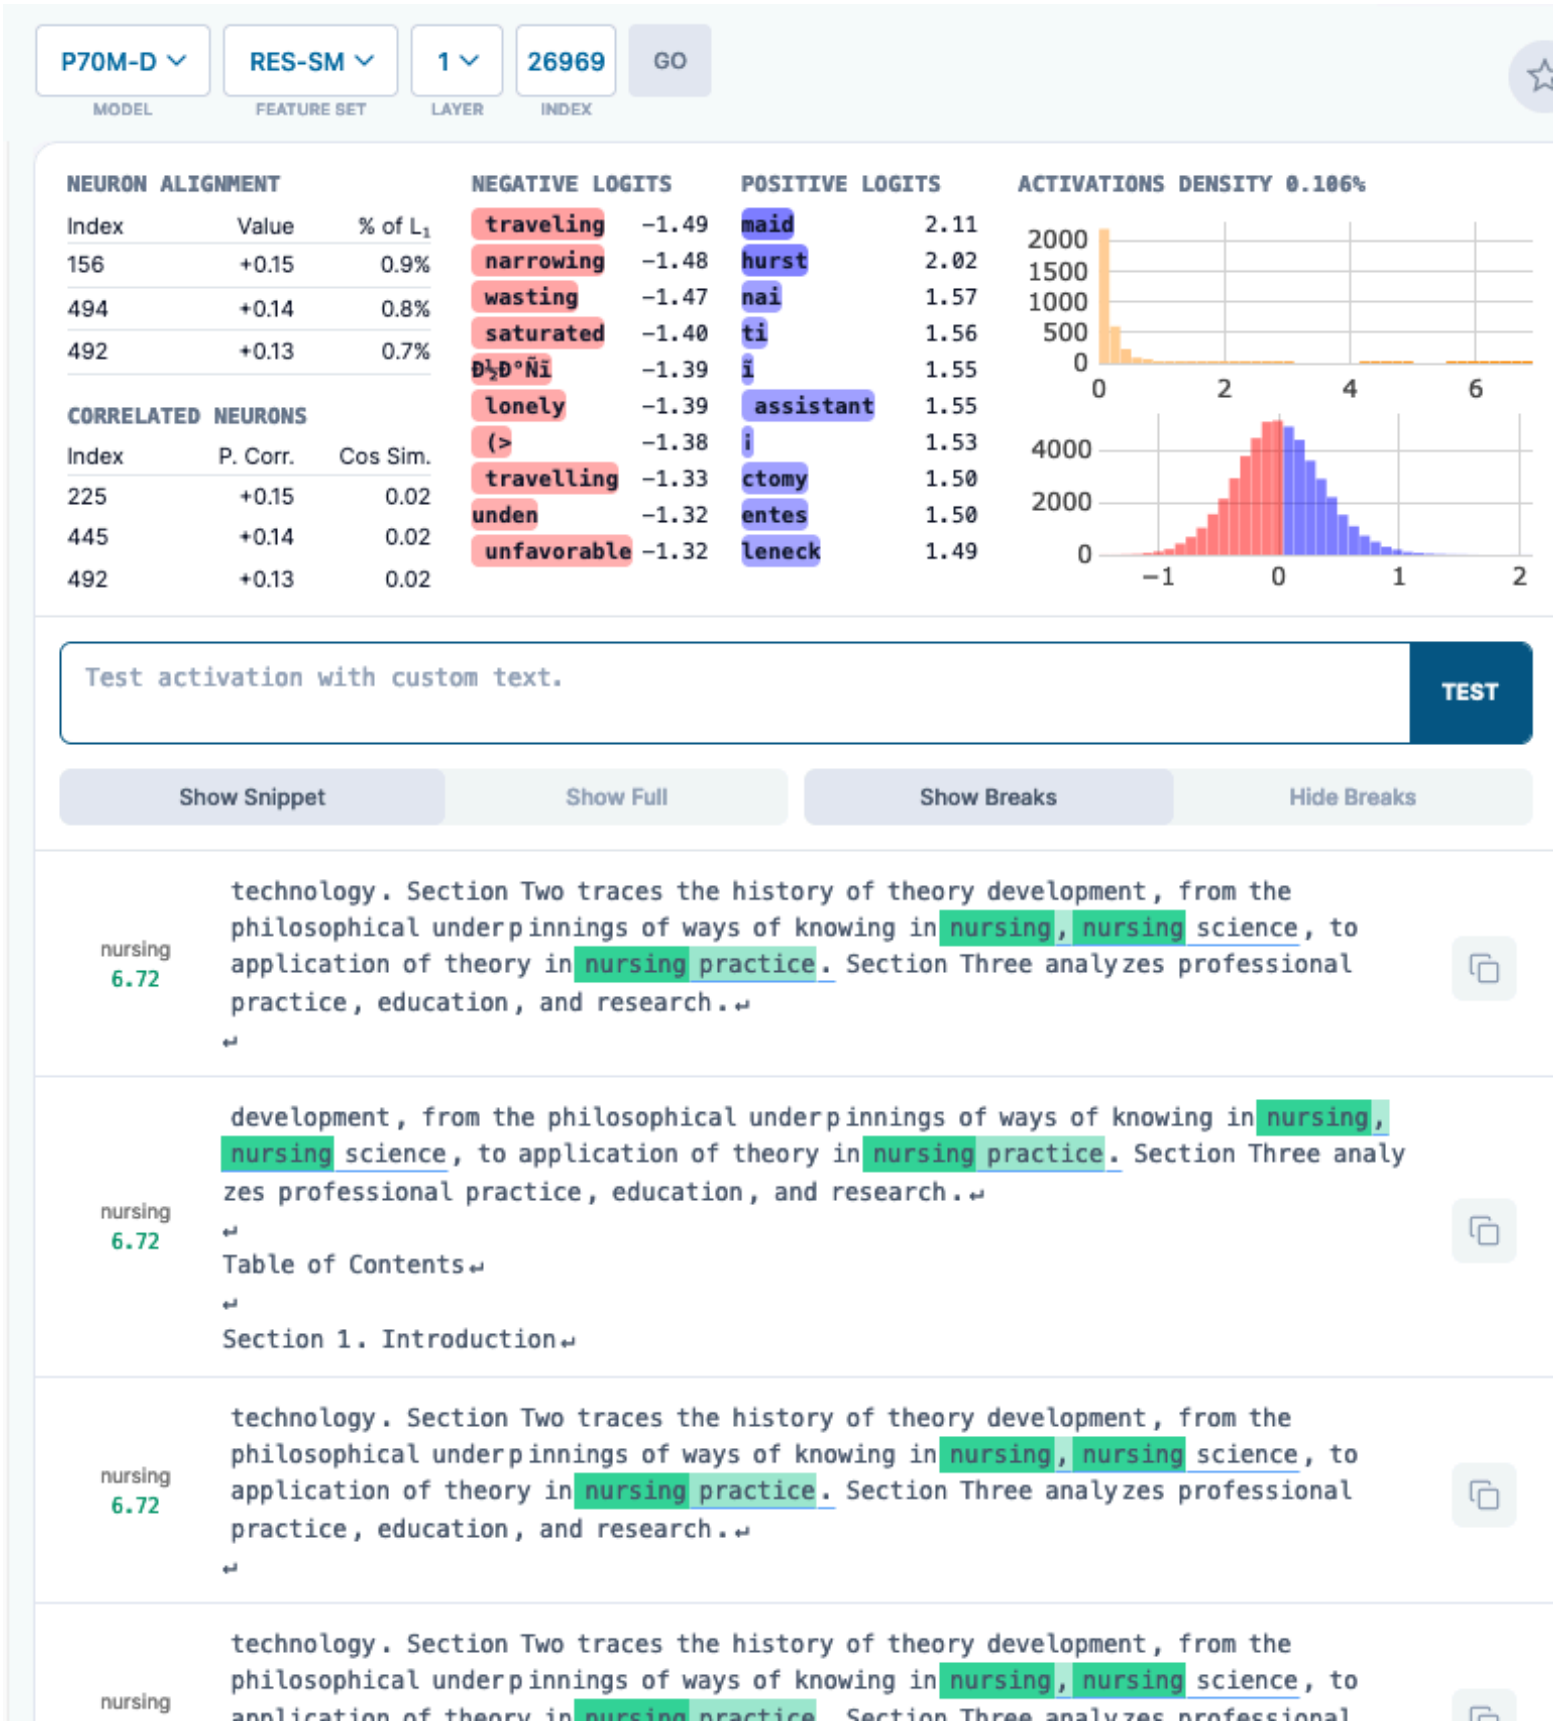 P70M-D RES-SM 1 26969 GO
MODEL FEATURE SET LAYER INDEX
NEURON ALIGNMENT
Index Value % of L₁
156 +0.15 0.9%
494 +0.14 0.8%
492 +0.13 0.7%
CORRELATED NEURONS
Index P. Corr. Cos Sim.
225 +0.15 0.02
445 +0.14 0.02
492 +0.13 0.02
NEGATIVE LOGITS
traveling −1.49
narrowing −1.48
wasting −1.47
saturated −1.40
Ð½Ð°Ñĩ −1.39
lonely −1.39
(> −1.38
travelling −1.33
unden −1.32
unfavorable −1.32
POSITIVE LOGITS
maid 2.11
hurst 2.02
nai 1.57
ti 1.56
ĩ 1.55
assistant 1.55
¡ 1.53
ctomy 1.50
entes 1.50
leneck 1.49
ACTIVATIONS DENSITY 0.106%
2000
1500
1000
500
0
0 2 4 6
4000
2000
0
−1 0 1 2
Test activation with custom text.
TEST
Show Snippet Show Full Show Breaks Hide Breaks
nursing
6.72
technology. Section Two traces the history of theory development, from the
philosophical underpinnings of ways of knowing in nursing, nursing science, to
application of theory in nursing practice. Section Three analyzes professional
practice, education, and research.↵
↵
nursing
6.72
development, from the philosophical underpinnings of ways of knowing in nursing,
nursing science, to application of theory in nursing practice. Section Three analy
zes professional practice, education, and research.↵
↵
Table of Contents↵
↵
Section 1. Introduction↵
nursing
6.72
technology. Section Two traces the history of theory development, from the
philosophical underpinnings of ways of knowing in nursing, nursing science, to
application of theory in nursing practice. Section Three analyzes professional
practice, education, and research.↵
↵
nursing
technology. Section Two traces the history of theory development, from the
philosophical underpinnings of ways of knowing in nursing, nursing science, to
application of theory in nursing practice. Section Three analyzes professional